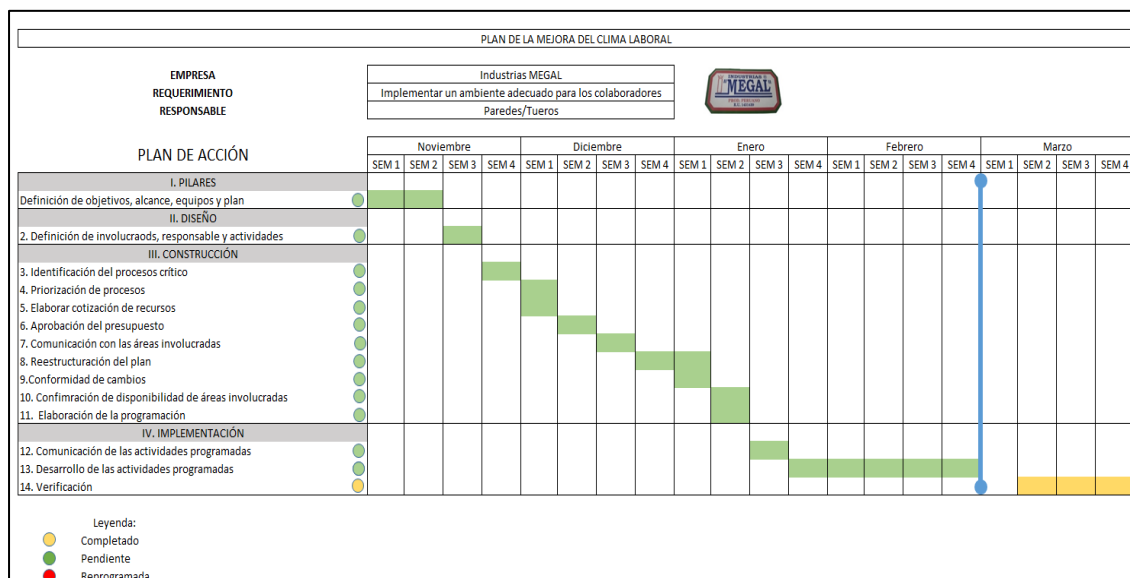 PLAN DE LA MEJORA DEL CLIMA LABORAL
EMPRESA Industrias MEGAL
REQUERIMIENTO Implementar un ambiente adecuado para los colaboradores
RESPONSABLE Paredes/Tueros
INDUSTRIAS
"MEGAL"
PLAN DE ACCIÓN
Noviembre Diciembre Enero Febrero Marzo
SEM 1 SEM 2 SEM 3 SEM 4 SEM 1 SEM 2 SEM 3 SEM 4 SEM 1 SEM 2 SEM 3 SEM 4 SEM 1 SEM 2 SEM 3 SEM 4 SEM 1 SEM 2 SEM 3 SEM 4
I. PILARES
Definición de objetivos, alcance, equipos y plan
II. DISEÑO
2. Definición de involucraods, responsable y actividades
III. CONSTRUCCIÓN
3. Identificación del procesos crítico
4. Priorización de procesos
5. Elaborar cotización de recursos
6. Aprobación del presupuesto
7. Comunicación con las áreas involucradas
8. Reestructuración del plan
9.Conformidad de cambios
10. Confimración de disponibilidad de áreas involucradas
11. Elaboración de la programación
IV. IMPLEMENTACIÓN
12. Comunicación de las actividades programadas
13. Desarrollo de las actividades programadas
14. Verificación
Leyenda:
Completado
Pendiente
Reprogramada